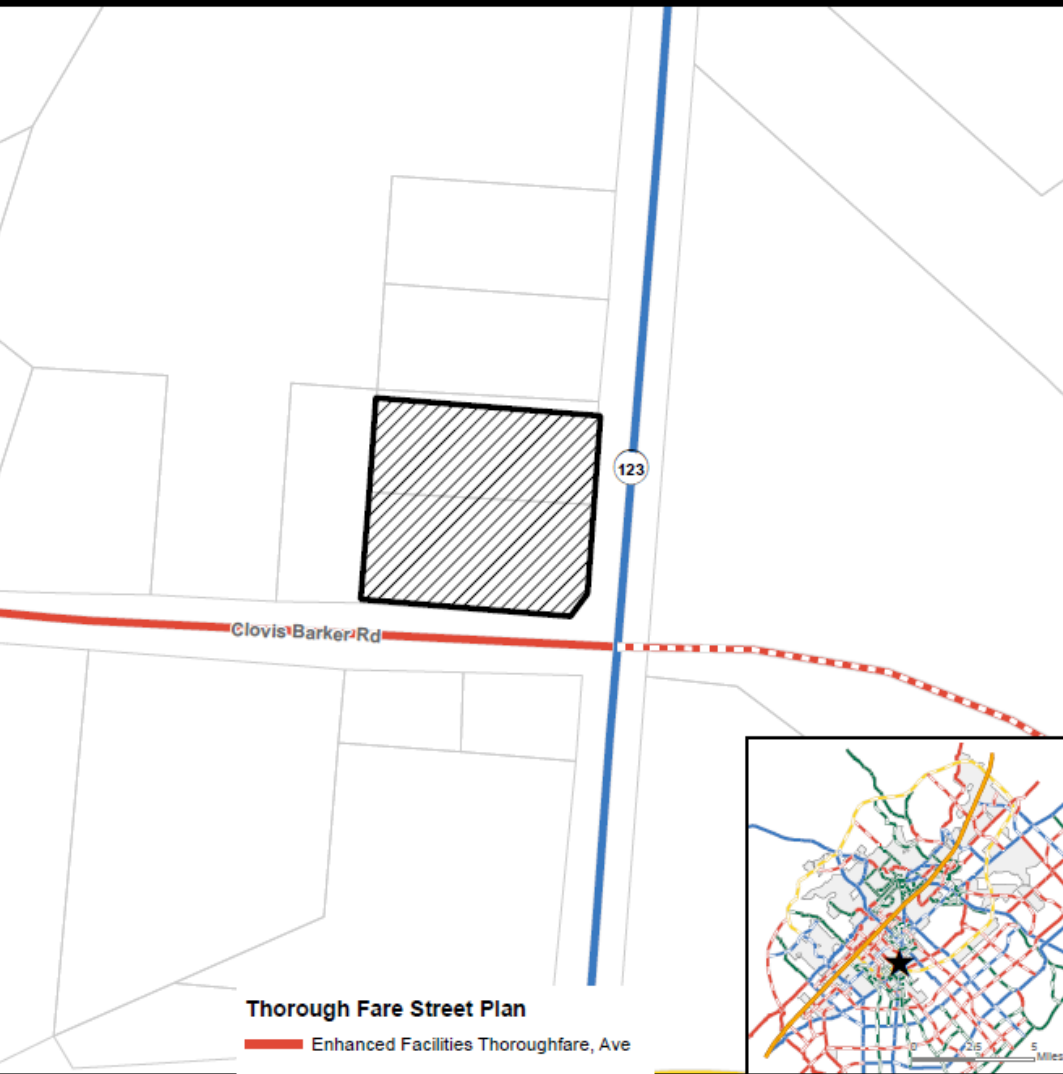 123
Clovis Barker Rd
Thorough Fare Street Plan
Enhanced Facilities Thoroughfare, Ave
0 2.5 5
Miles